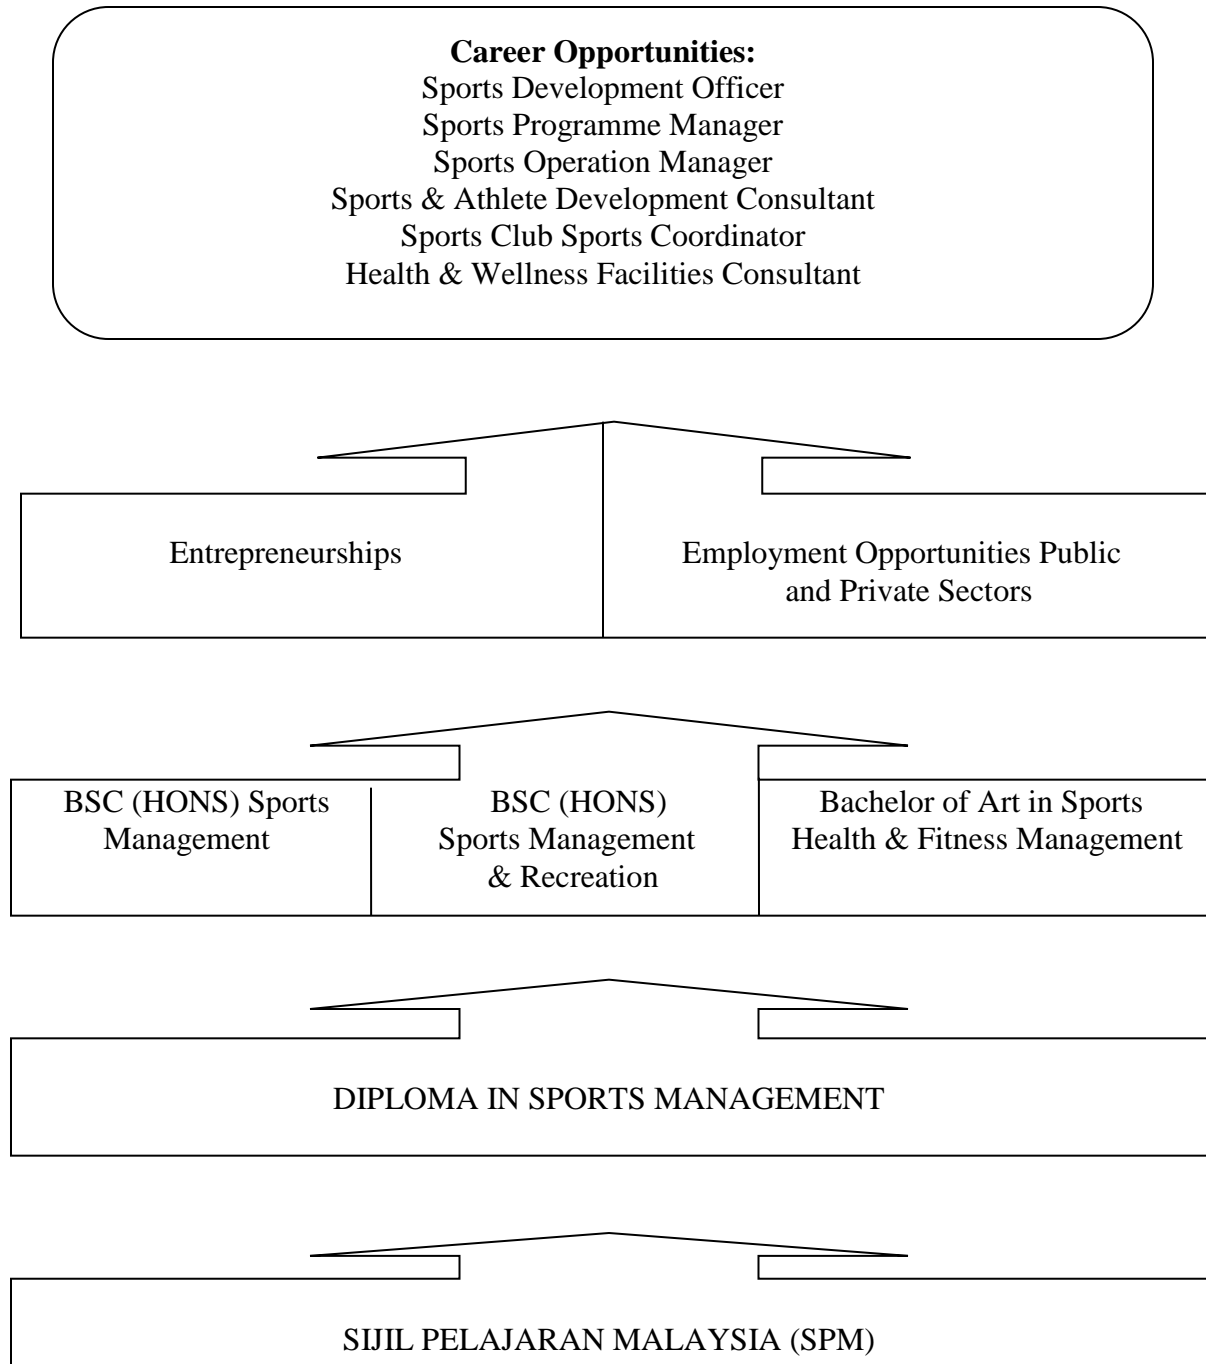 Career Opportunities:
Sports Development Officer
Sports Programme Manager
Sports Operation Manager
Sports & Athlete Development Consultant
Sports Club Sports Coordinator
Health & Wellness Facilities Consultant
Entrepreneurships
Employment Opportunities Public
and Private Sectors
BSC (HONS) Sports
Management
BSC (HONS)
Sports Management
& Recreation
Bachelor of Art in Sports
Health & Fitness Management
DIPLOMA IN SPORTS MANAGEMENT
SIJIL PELAJARAN MALAYSIA (SPM)